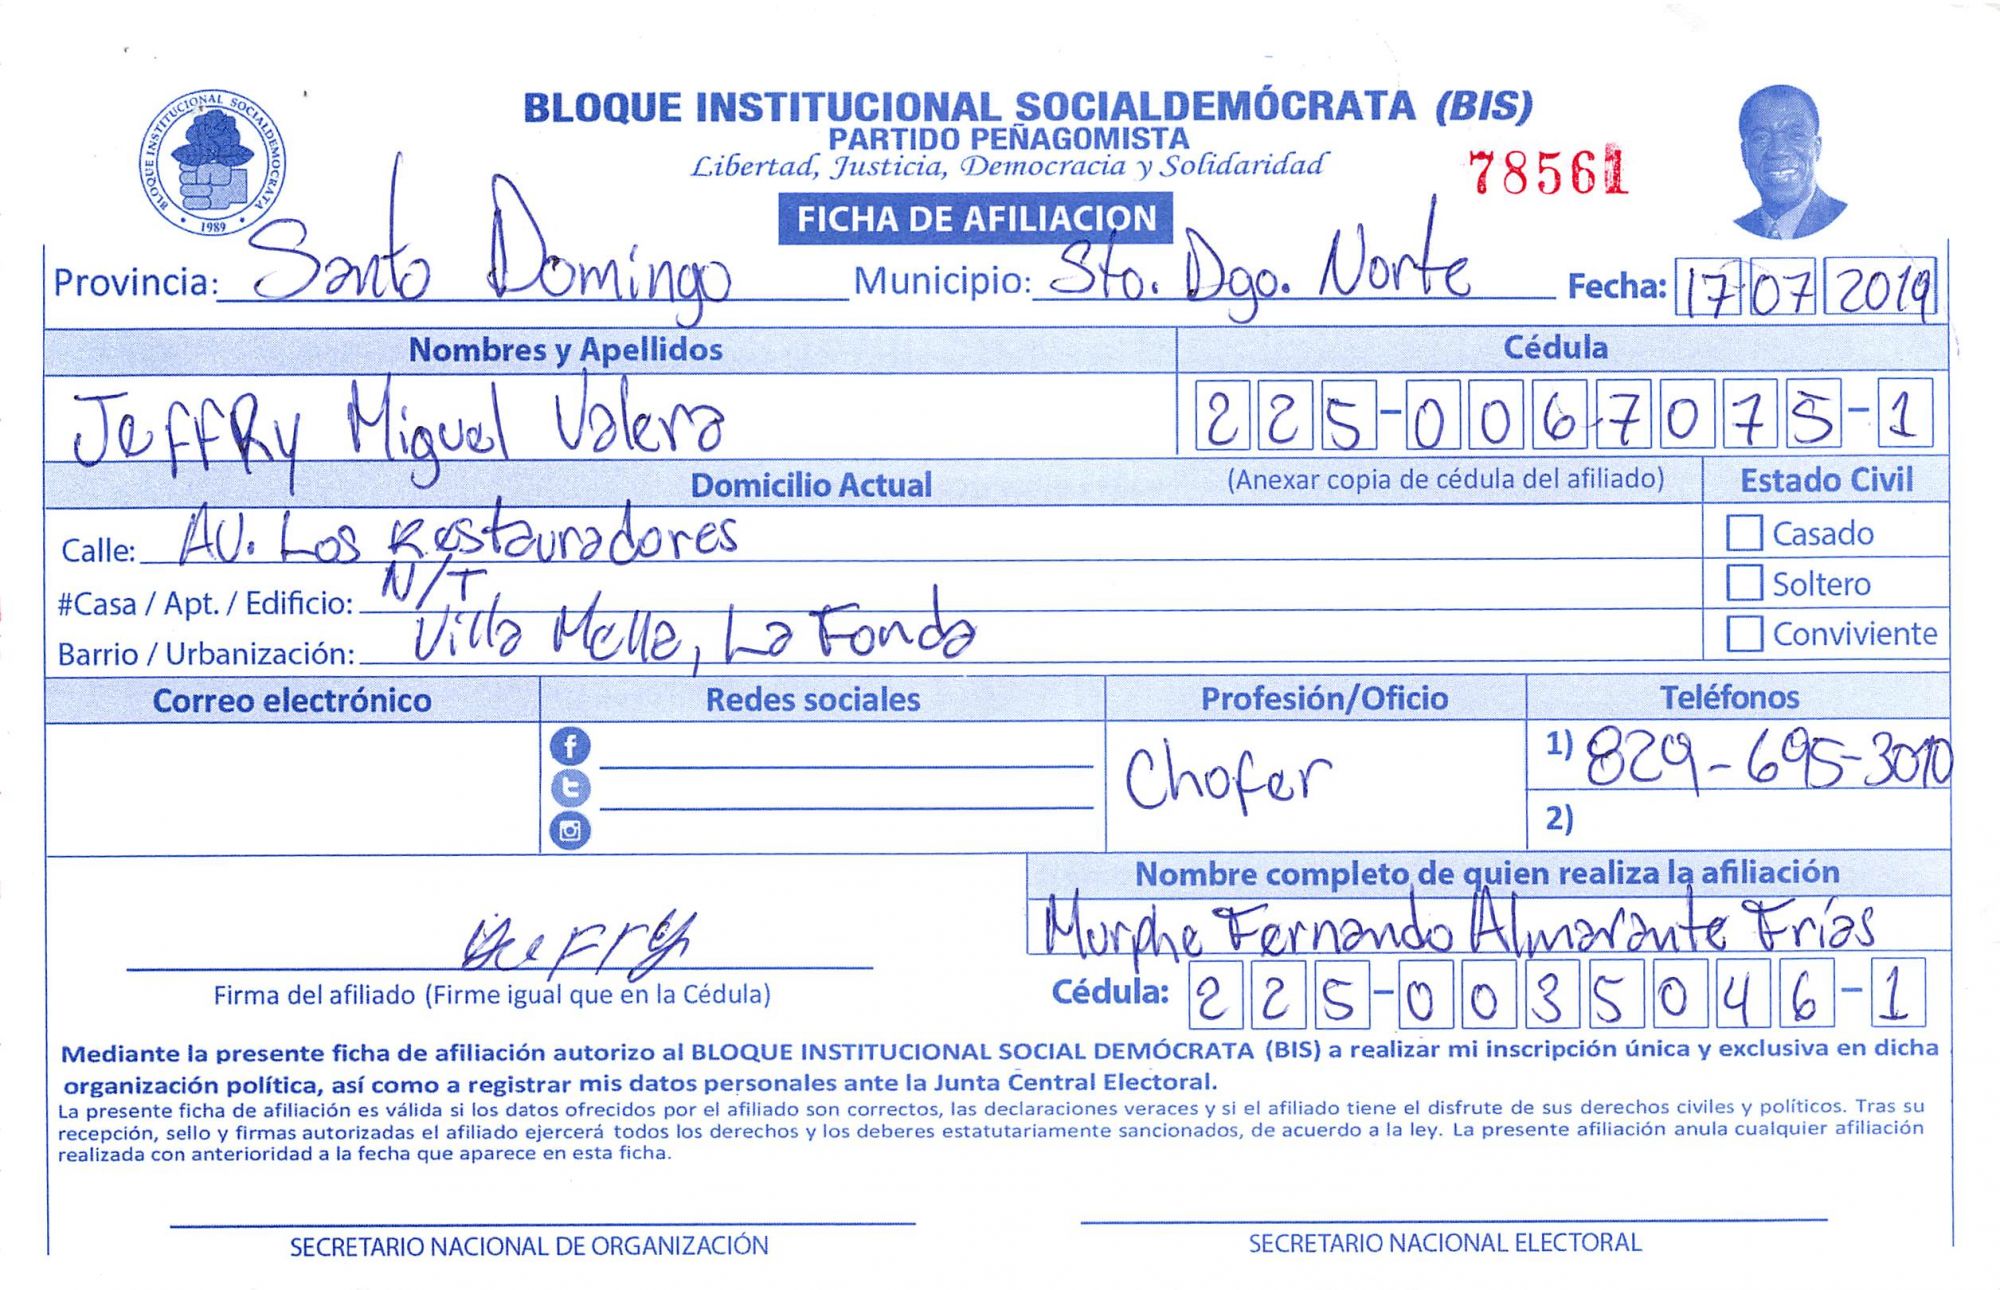 BLOQUE INSTITUCIONAL SOCIALDEMOCRATA
1989
BLOQUE INSTITUCIONAL SOCIALDEMÓCRATA (BIS)
PARTIDO PEÑAGOMISTA
Libertad, Justicia, Democracia y Solidaridad
78561
FICHA DE AFILIACION
Provincia: Santo Domingo Municipio: Sto. Dgo. Norte Fecha: 17 07 2019
Nombres y Apellidos Cédula
Jeffry Miguel Valera 225-0067075-1
Domicilio Actual (Anexar copia de cédula del afiliado) Estado Civil
Calle: AV. Los Restauradores Casado
#Casa / Apt. / Edificio: N/T Soltero
Barrio / Urbanización: Villa Mella, La Fonda Conviviente
Correo electrónico Redes sociales Profesión/Oficio Teléfonos
Chofer 1) 829-695-3010
2)
Nombre completo de quien realiza la afiliación
Murphe Fernando Almarante Frías
Jeffry
Firma del afiliado (Firme igual que en la Cédula) Cédula: 225-0035046-1
Mediante la presente ficha de afiliación autorizo al BLOQUE INSTITUCIONAL SOCIAL DEMÓCRATA (BIS) a realizar mi inscripción única y exclusiva en dicha
organización política, así como a registrar mis datos personales ante la Junta Central Electoral.
La presente ficha de afiliación es válida si los datos ofrecidos por el afiliado son correctos, las declaraciones veraces y si el afiliado tiene el disfrute de sus derechos civiles y políticos. Tras su
recepción, sello y firmas autorizadas el afiliado ejercerá todos los derechos y los deberes estatutariamente sancionados, de acuerdo a la ley. La presente afiliación anula cualquier afiliación
realizada con anterioridad a la fecha que aparece en esta ficha.
SECRETARIO NACIONAL DE ORGANIZACIÓN SECRETARIO NACIONAL ELECTORAL